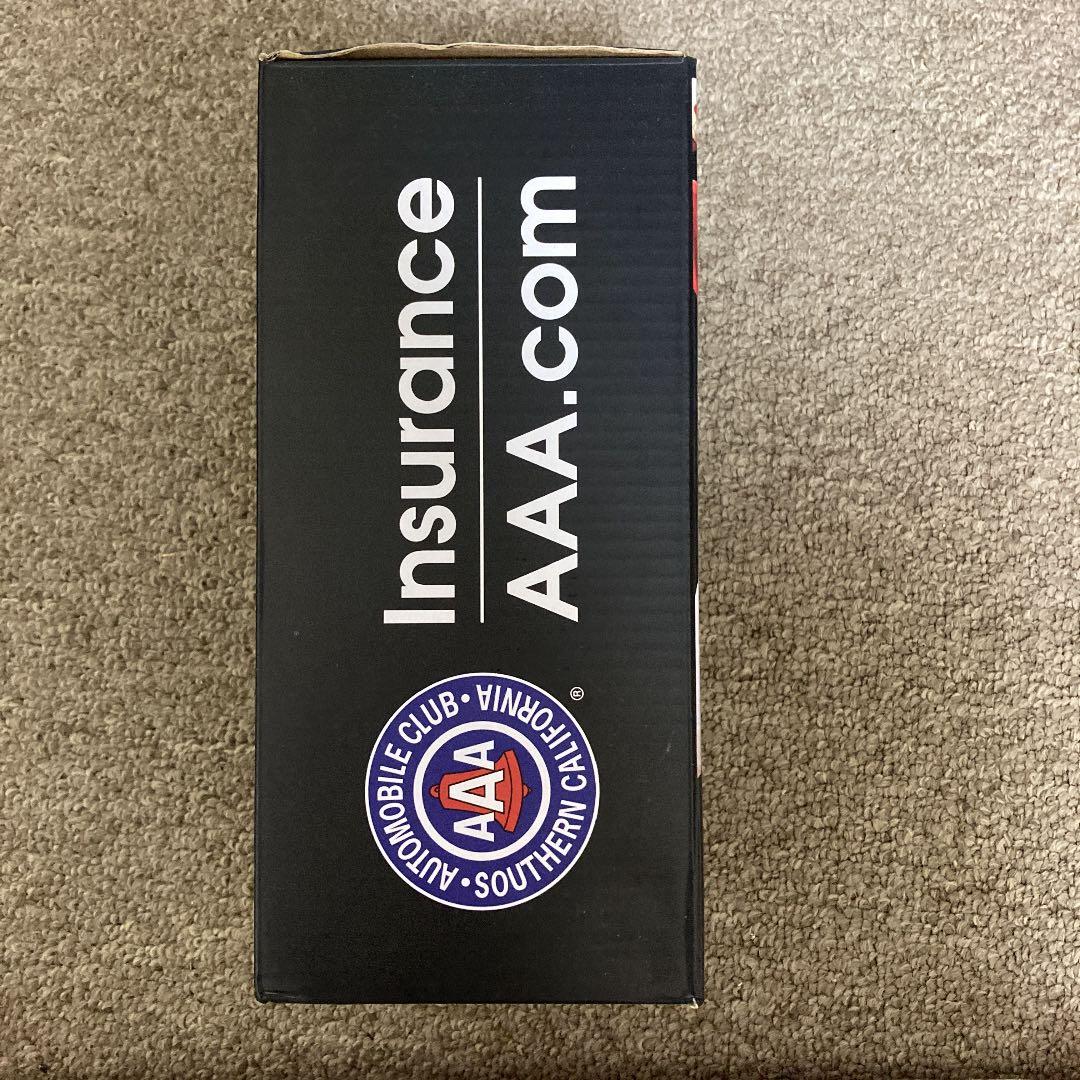 AUTOMOBILE CLUB
AAA
SOUTHERN CALIFORNIA
®
Insurance
AAA.com